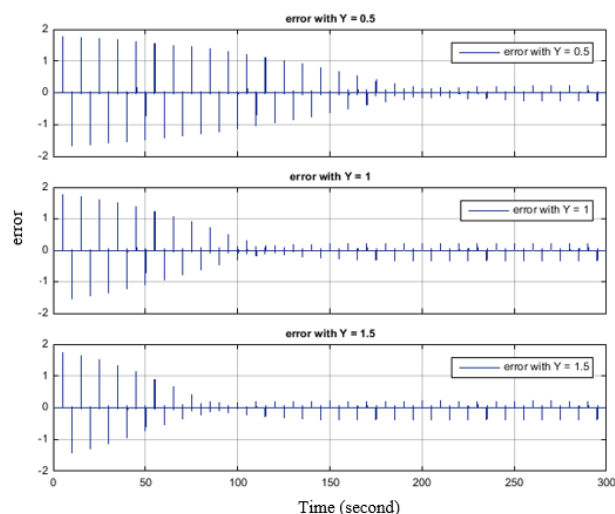 error with Y = 0.5
2
error with Y = 0.5
1
0
-1
-2
error with Y = 1
2
error with Y = 1
1
0
-1
-2
error
error with Y = 1.5
2
error with Y = 1.5
1
0
-1
-2
0 50 100 150 200 250 300
Time (second)